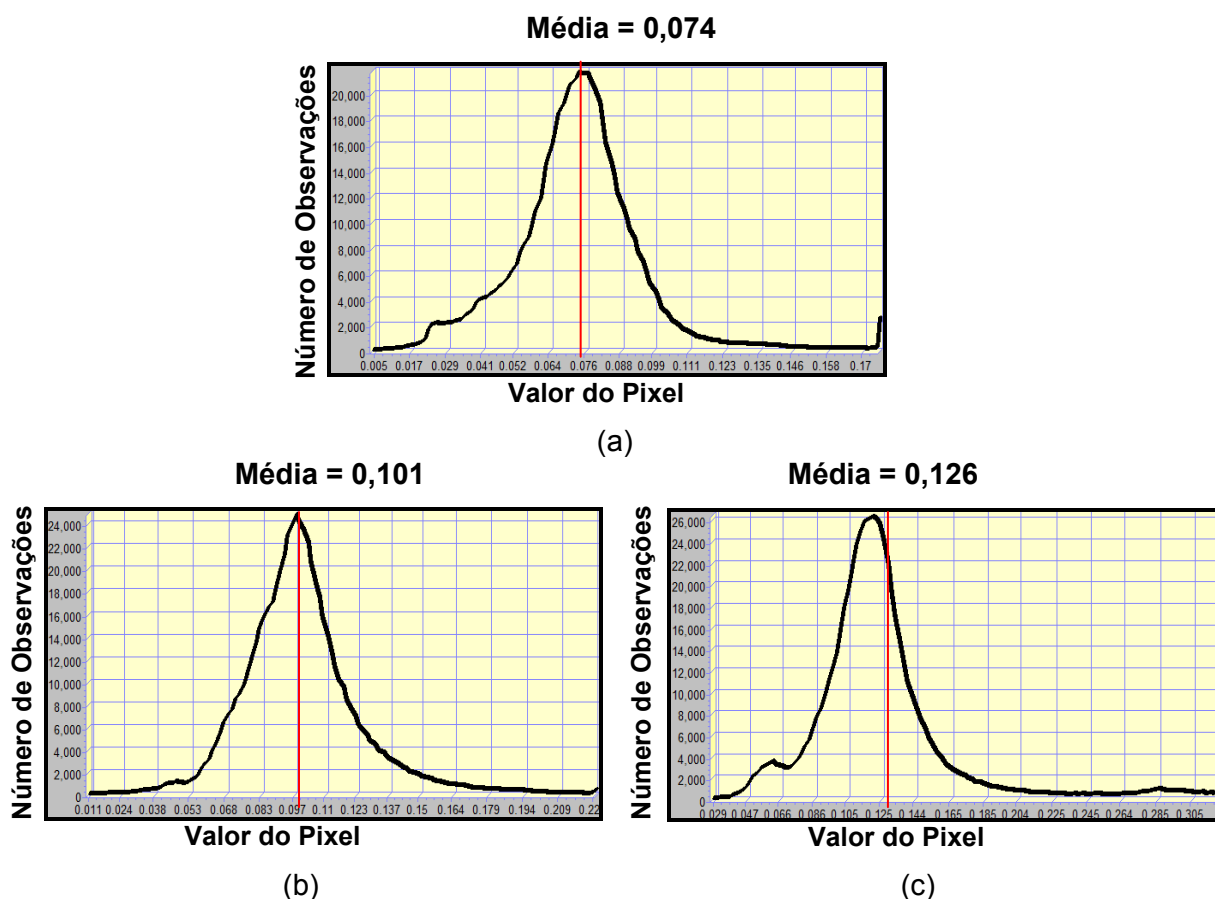 Média = 0,074
Número de Observações
20,000
18,000
16,000
14,000
12,000
10,000
8,000
6,000
4,000
2,000
0
0.005 0.017 0.029 0.041 0.052 0.064 0.076 0.088 0.099 0.111 0.123 0.135 0.146 0.158 0.17
Valor do Pixel
(a)
Média = 0,101
Número de Observações
24,000
22,000
20,000
18,000
16,000
14,000
12,000
10,000
8,000
6,000
4,000
2,000
0
0.011 0.024 0.038 0.053 0.068 0.083 0.097 0.111 0.123 0.137 0.15 0.164 0.179 0.191 0.209 0.22
Valor do Pixel
(b)
Média = 0,126
Número de Observações
26,000
24,000
22,000
20,000
18,000
16,000
14,000
12,000
10,000
8,000
6,000
4,000
2,000
0
0.029 0.047 0.066 0.086 0.105 0.125 0.144 0.165 0.185 0.204 0.225 0.245 0.264 0.285 0.305
Valor do Pixel
(c)